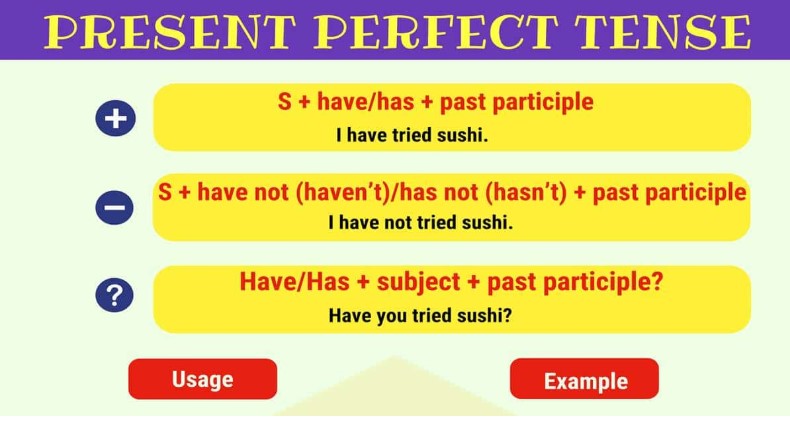 PRESENT PERFECT TENSE
+
S + have/has + past participle
I have tried sushi.
−
S + have not (haven’t)/has not (hasn’t) + past participle
I have not tried sushi.
?
Have/Has + subject + past participle?
Have you tried sushi?
Usage
Example